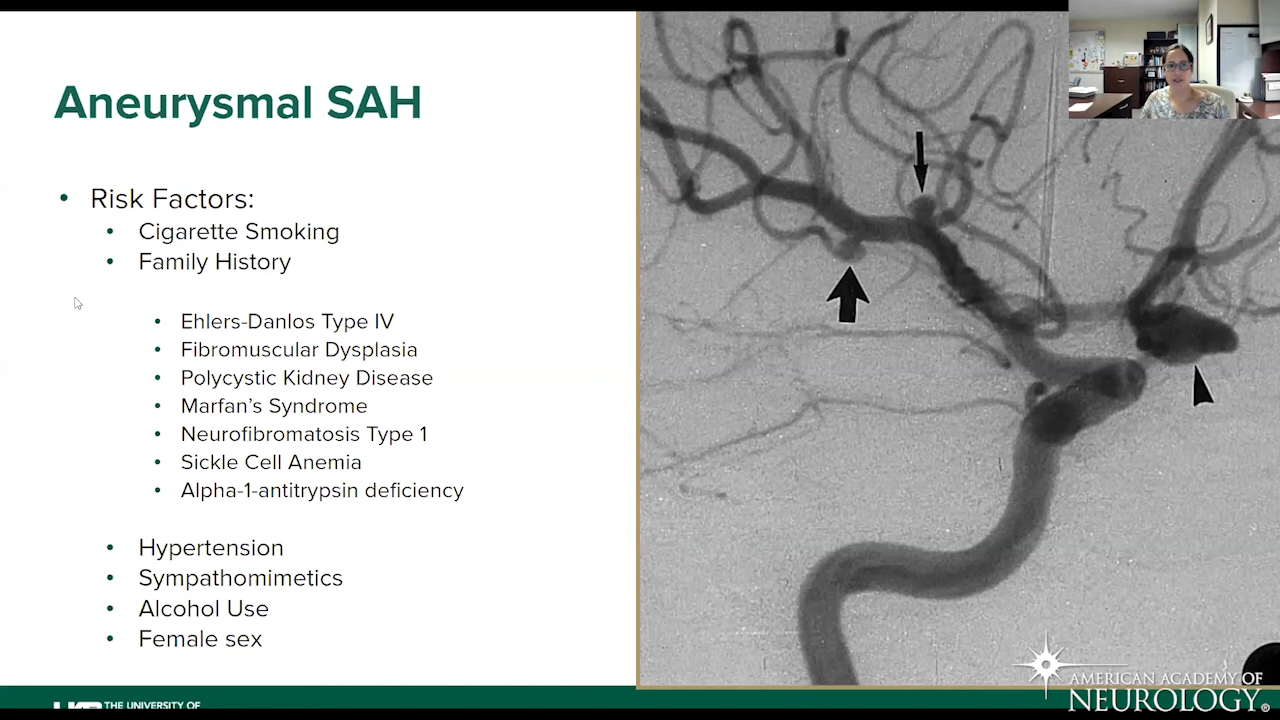 Aneurysmal SAH
• Risk Factors:
• Cigarette Smoking
• Family History
• Ehlers-Danlos Type IV
• Fibromuscular Dysplasia
• Polycystic Kidney Disease
• Marfan's Syndrome
• Neurofibromatosis Type 1
• Sickle Cell Anemia
• Alpha-1-antitrypsin deficiency
• Hypertension
• Sympathomimetics
• Alcohol Use
• Female sex
THE UNIVERSITY OF
AMERICAN ACADEMY OF
NEUROLOGY®